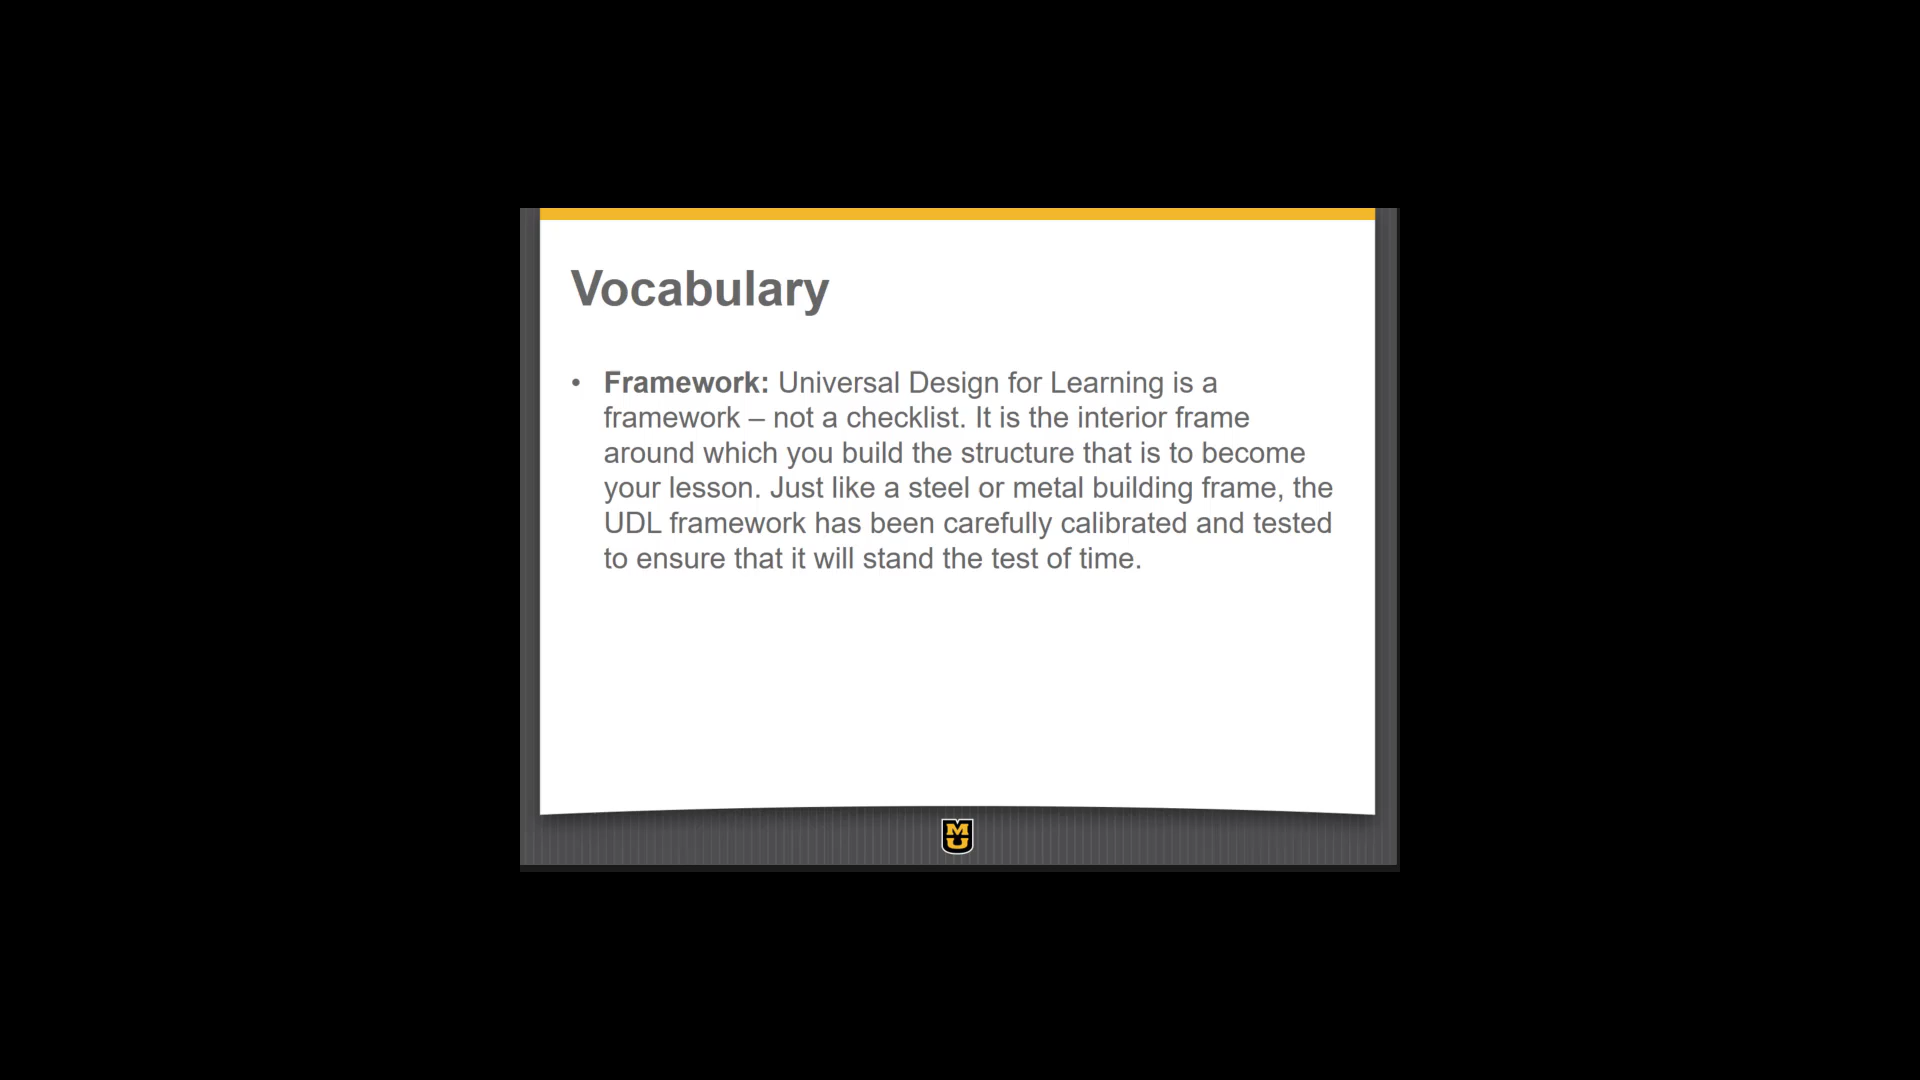 Vocabulary
• Framework: Universal Design for Learning is a
framework – not a checklist. It is the interior frame
around which you build the structure that is to become
your lesson. Just like a steel or metal building frame, the
UDL framework has been carefully calibrated and tested
to ensure that it will stand the test of time.
MU